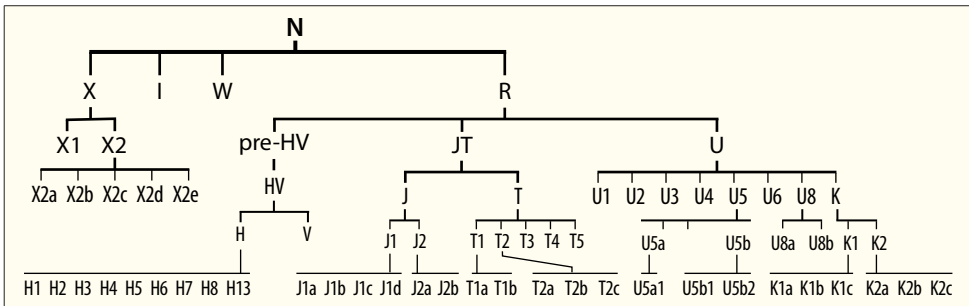 N
X I W R
X1 X2 pre-HV JT U
X2a X2b X2c X2d X2e HV J T U1 U2 U3 U4 U5 U6 U8 K
H V J1 J2 T1 T2 T3 T4 T5 U5a U5b U8a U8b K1 K2
H1 H2 H3 H4 H5 H6 H7 H8 H13 J1a J1b J1c J1d J2a J2b T1a T1b T2a T2b T2c U5a1 U5b1 U5b2 K1a K1b K1c K2a K2b K2c